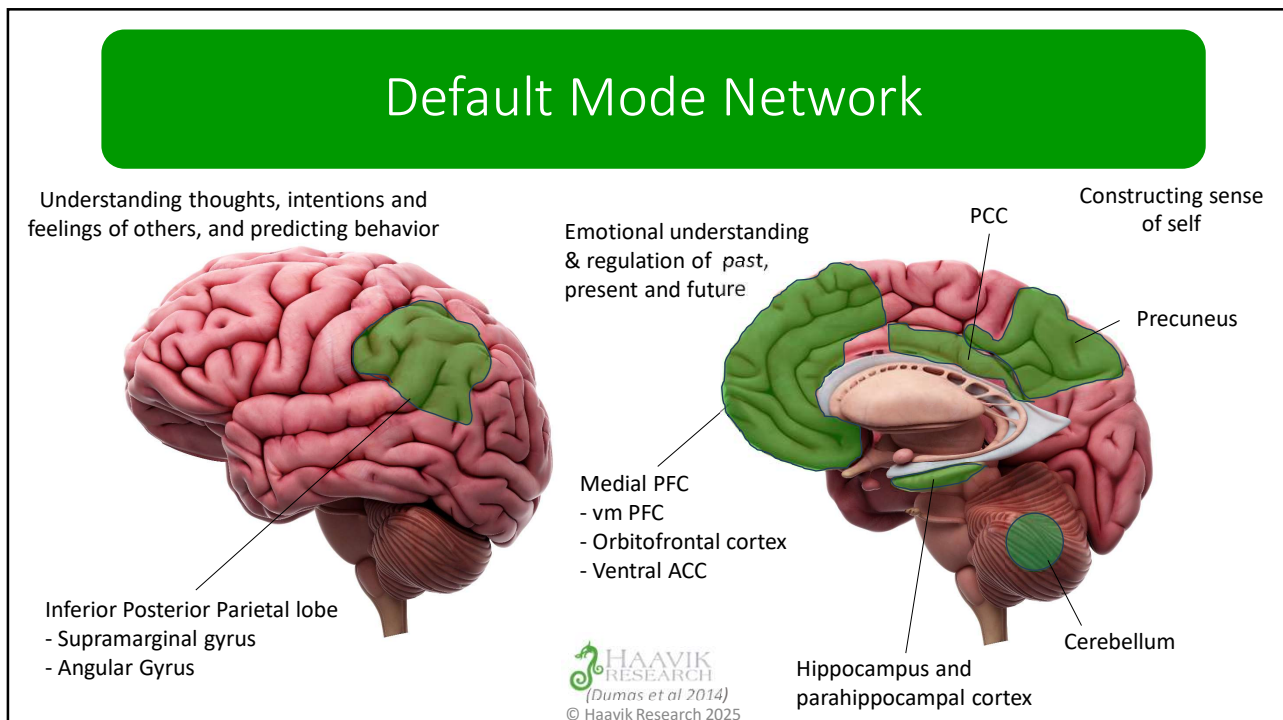 Default Mode Network
Understanding thoughts, intentions and
feelings of others, and predicting behavior
Emotional understanding
& regulation of past,
present and future
PCC
Constructing sense
of self
Precuneus
Medial PFC
- vm PFC
- Orbitofrontal cortex
- Ventral ACC
Inferior Posterior Parietal lobe
- Supramarginal gyrus
- Angular Gyrus
Cerebellum
Hippocampus and
parahippocampal cortex
HAAVIK
RESEARCH
(Dumas et al 2014)
© Haavik Research 2025